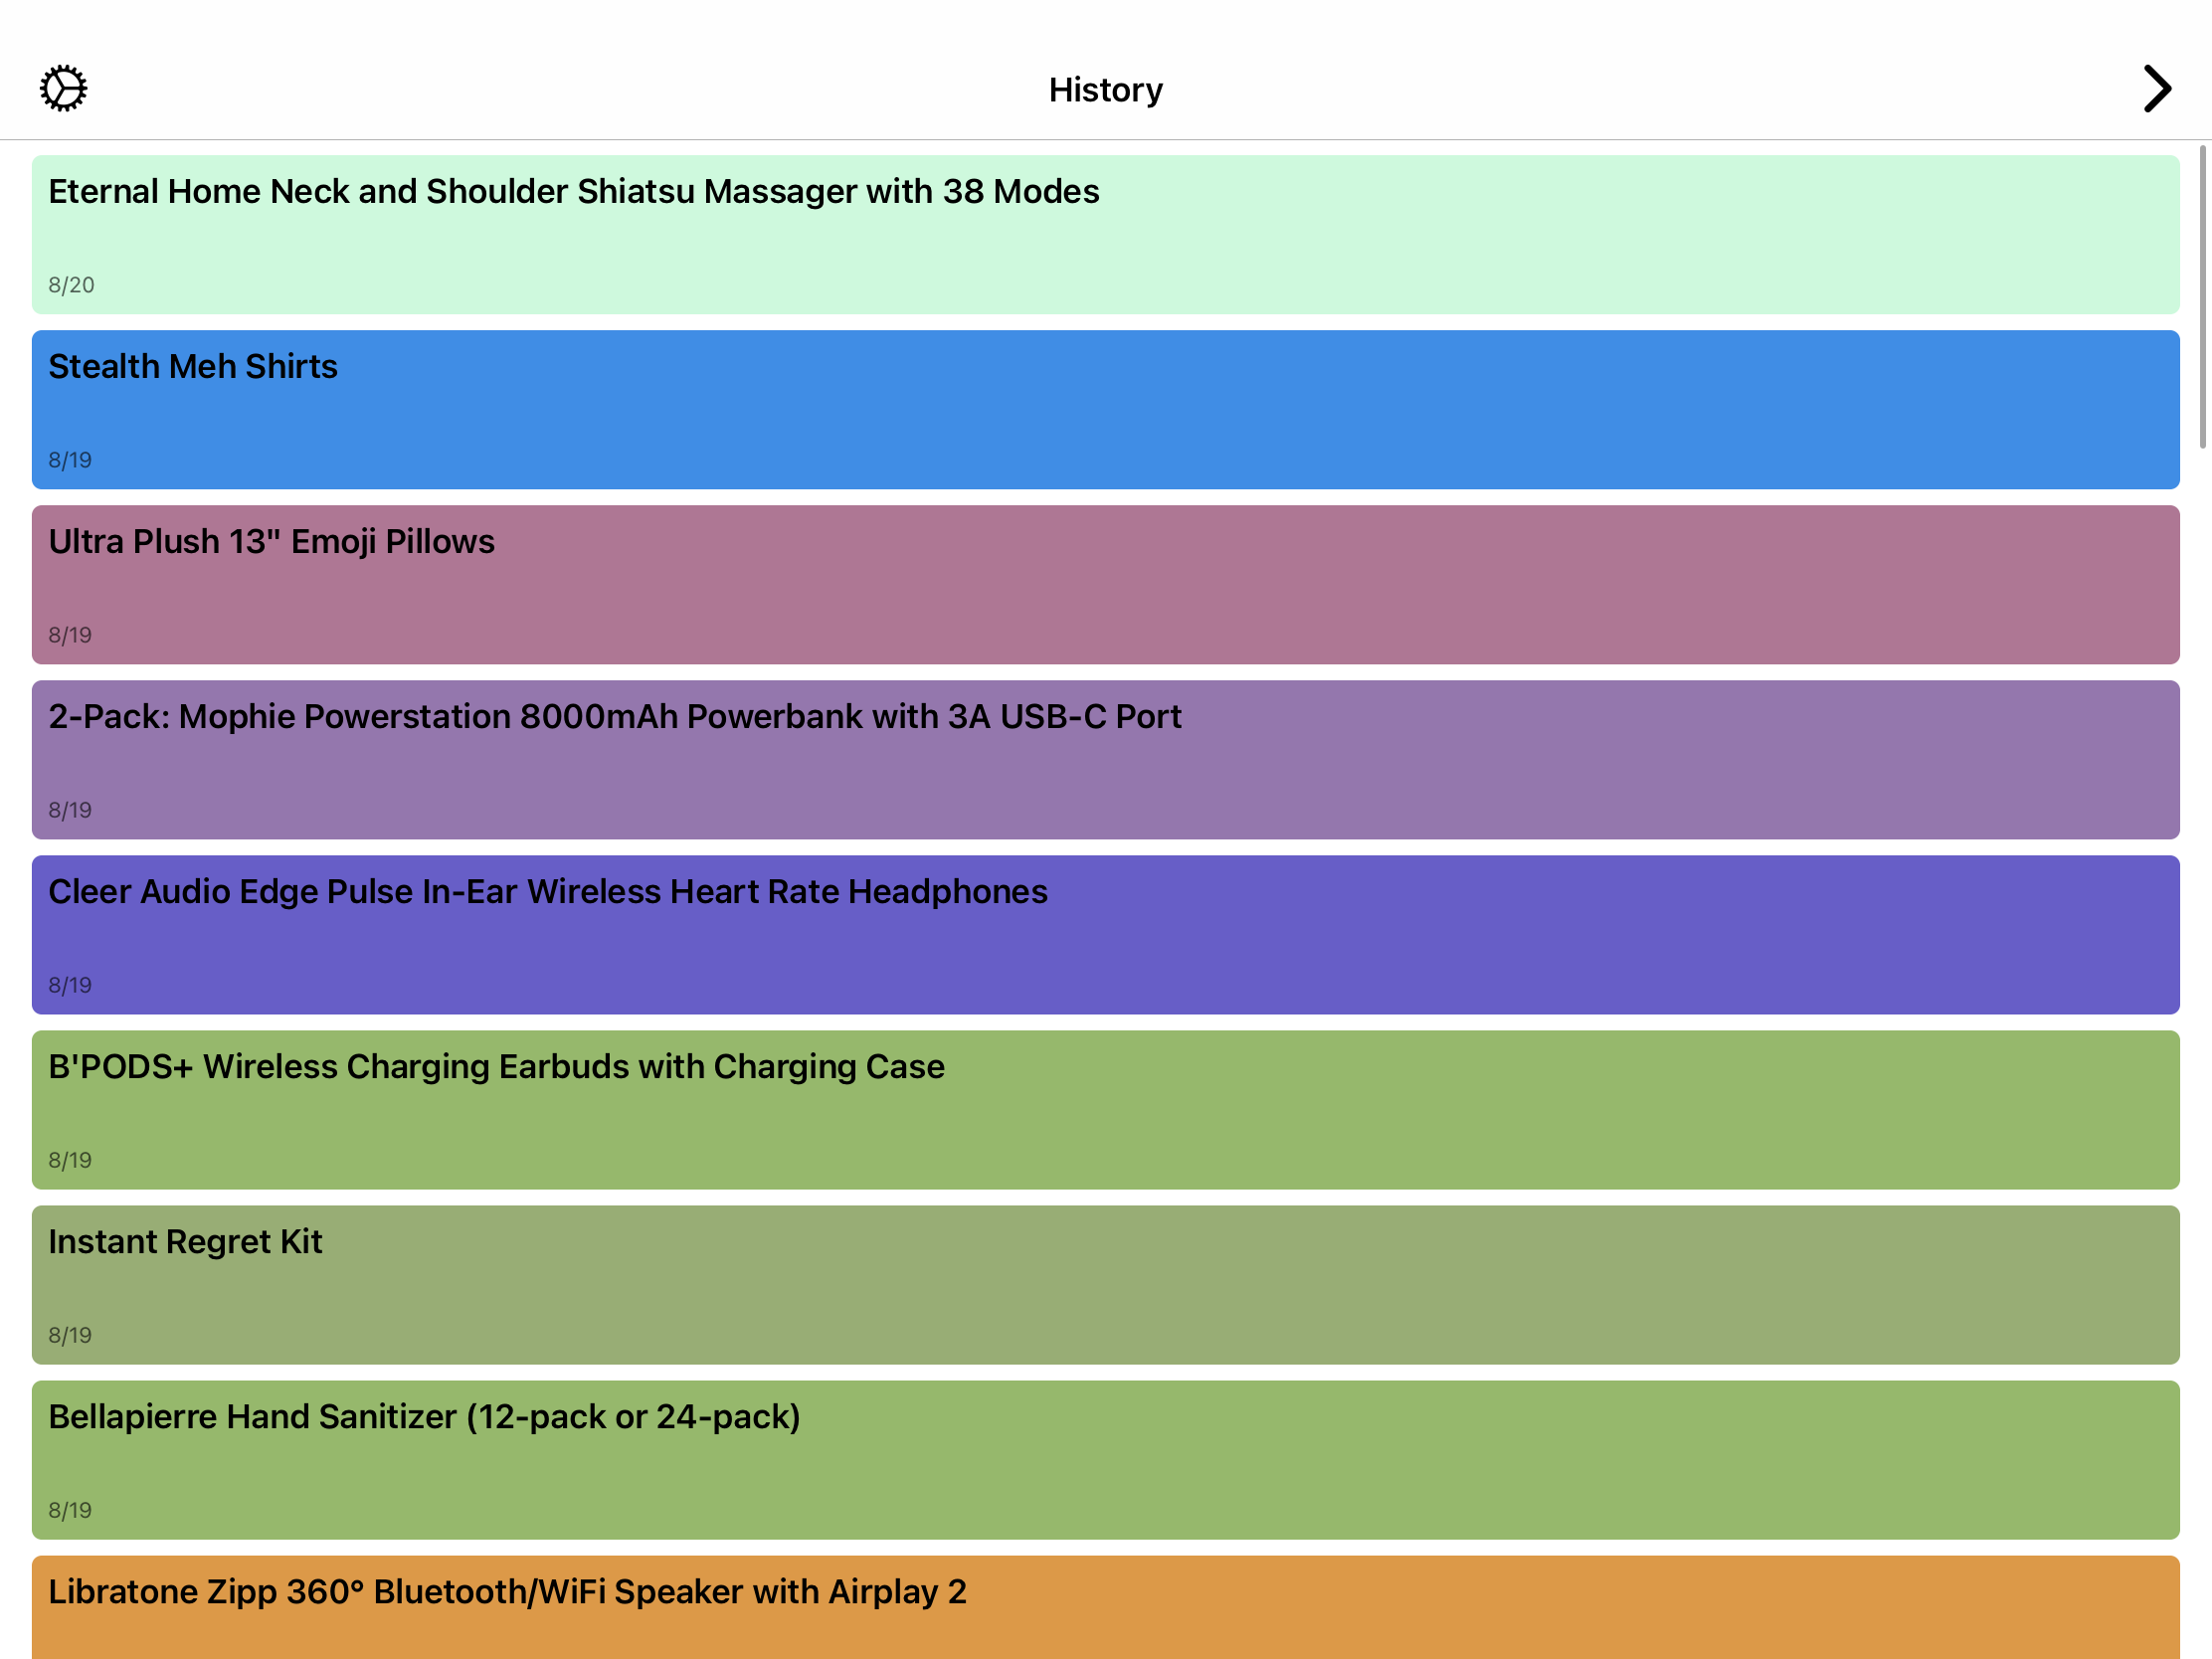 History
Eternal Home Neck and Shoulder Shiatsu Massager with 38 Modes
8/20
Stealth Meh Shirts
8/19
Ultra Plush 13" Emoji Pillows
8/19
2-Pack: Mophie Powerstation 8000mAh Powerbank with 3A USB-C Port
8/19
Cleer Audio Edge Pulse In-Ear Wireless Heart Rate Headphones
8/19
B'PODS+ Wireless Charging Earbuds with Charging Case
8/19
Instant Regret Kit
8/19
Bellapierre Hand Sanitizer (12-pack or 24-pack)
8/19
Libratone Zipp 360° Bluetooth/WiFi Speaker with Airplay 2